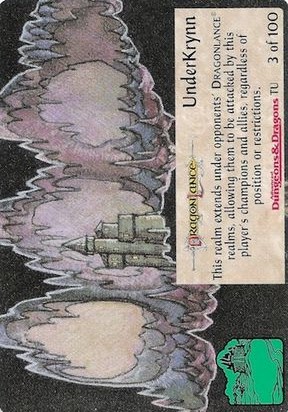 UnderKrynn
DRAGONLANCE
This realm extends under opponents' DRAGONLANCE®
realms, allowing them to be attacked by this
player's champions and allies, regardless of
position or restrictions.
Dungeons&Dragons TU 3 of 100